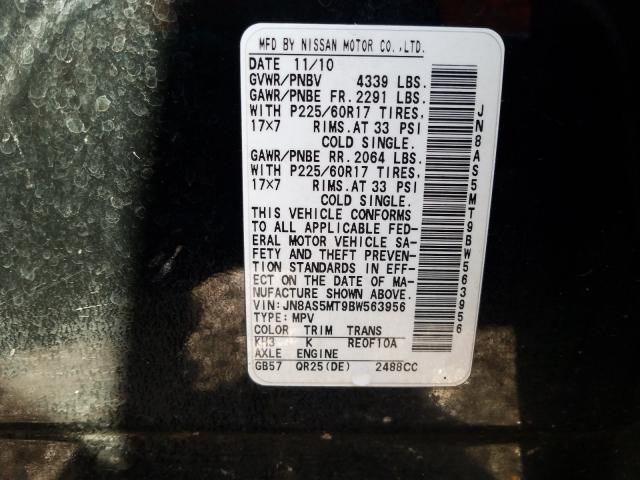 MFD BY NISSAN MOTOR CO.,LTD.
DATE 11/10
GVWR/PNBV 4339 LBS.
GAWR/PNBE FR.2291 LBS.
WITH P225/60R17 TIRES,
17×7 RIMS.AT 33 PSI
COLD SINGLE.
GAWR/PNBE RR.2064 LBS.
WITH P225/60R17 TIRES,
17×7 RIMS.AT 33 PSI
COLD SINGLE.
THIS VEHICLE CONFORMS
TO ALL APPLICABLE FED-
ERAL MOTOR VEHICLE SA-
FETY AND THEFT PREVEN-
TION STANDARDS IN EFF-
ECT ON THE DATE OF MA-
NUFACTURE SHOWN ABOVE.
VIN:JN8AS5MT9BW563956
TYPE:MPV
COLOR TRIM TRANS
KH3 K RE0F10A
AXLE ENGINE
GB57 QR25(DE) 2488CC
JN8AS5MT9BW563956